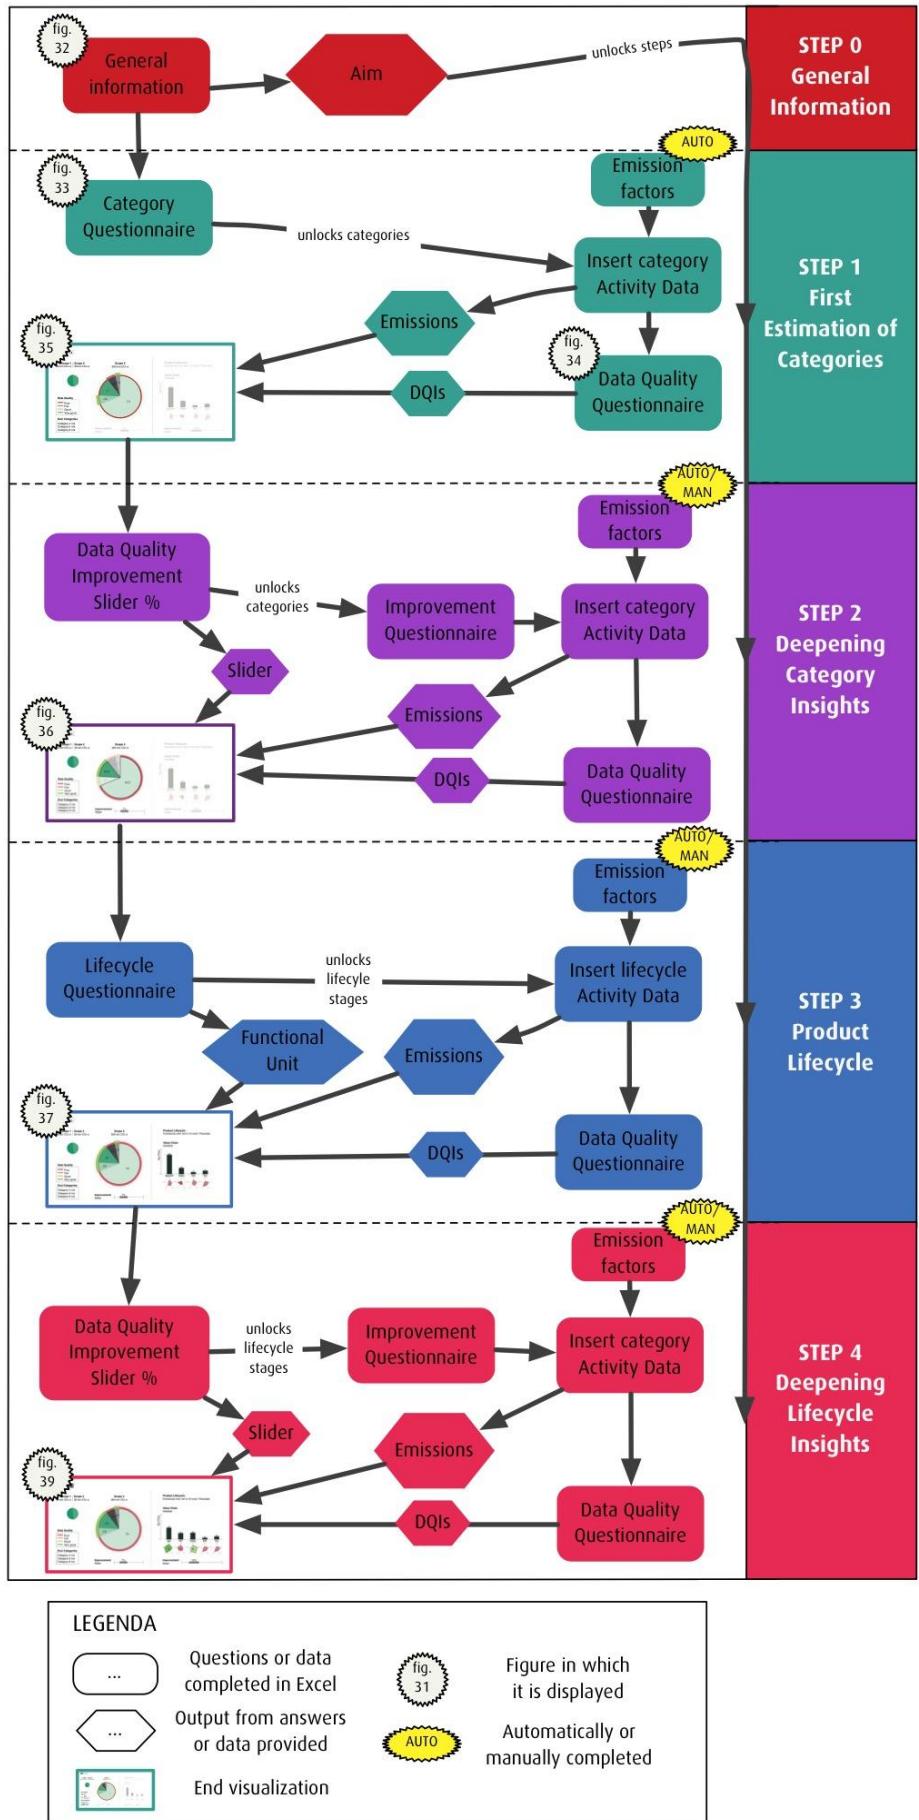 fig.
32
General
information
Aim
unlocks steps
STEP 0
General
Information
AUTO
fig.
33
Category
Questionnaire
unlocks categories
Emission
factors
Insert category
Activity Data
Emissions
fig.
35
fig.
34
DQIs
Data Quality
Questionnaire
STEP 1
First
Estimation of
Categories
AUTO/
MAN
Emission
factors
Data Quality
Improvement
Slider %
unlocks
categories
Improvement
Questionnaire
Insert category
Activity Data
Slider
fig.
36
Emissions
DQIs
Data Quality
Questionnaire
STEP 2
Deepening
Category
Insights
AUTO/
MAN
Emission
factors
Lifecycle
Questionnaire
unlocks
lifecyle
stages
Insert lifecycle
Activity Data
Functional
Unit
Emissions
fig.
37
DQIs
Data Quality
Questionnaire
STEP 3
Product
Lifecycle
AUTO/
MAN
Emission
factors
Data Quality
Improvement
Slider %
unlocks
lifecycle
stages
Improvement
Questionnaire
Insert category
Activity Data
Slider
fig.
39
Emissions
DQIs
Data Quality
Questionnaire
STEP 4
Deepening
Lifecycle
Insights
LEGENDA
...
Questions or data
completed in Excel
fig.
31
Figure in which
it is displayed
...
Output from answers
or data provided
AUTO
Automatically or
manually completed
End visualization